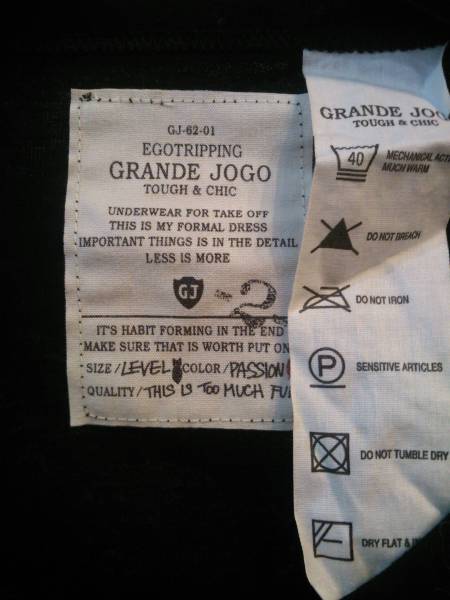 GJ-62-01
EGOTRIPPING
GRANDE JOGO
TOUGH & CHIC
UNDERWEAR FOR TAKE OFF
THIS IS MY FORMAL DRESS
IMPORTANT THINGS IS IN THE DETAIL
LESS IS MORE
GJ
2
IT'S HABIT FORMING IN THE END
MAKE SURE THAT IS WORTH PUT ON
SIZE / LEVEL COLOR / PASSION
QUALITY / THIS IS TOO MUCH
GRANDE
TOUGH & CHIC
40
MECHANICAL
MUCH WARM
DO NOT BREACH
DO NOT IRON
P
SENSITIVE ARTICLES
DO NOT TUMBLE DRY
DRY FLAT &